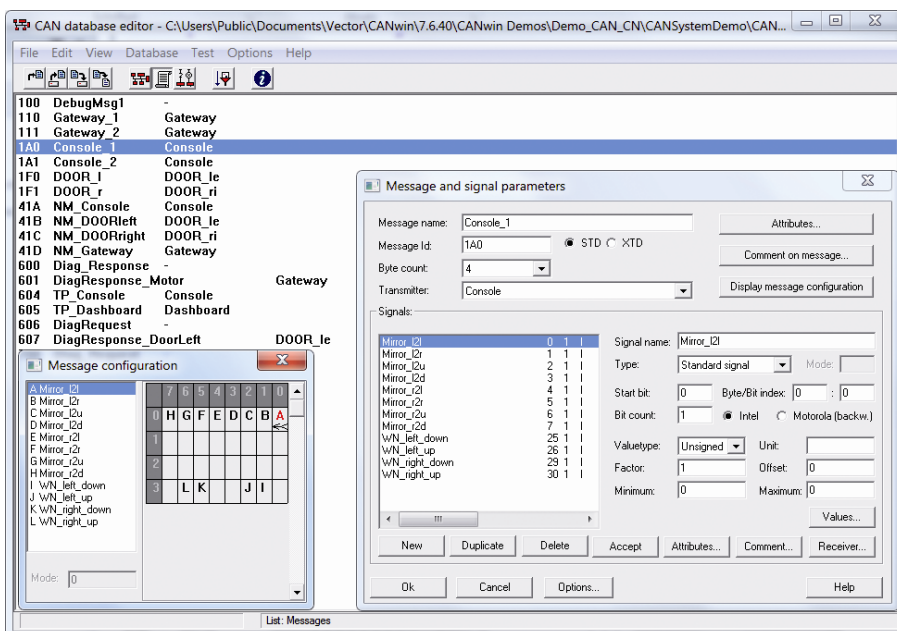 CAN database editor - C:\Users\Public\Documents\Vector\CANwin\7.6.40\CANwin Demos\Demo_CAN_CN\CANSystemDemo\CAN...
File Edit View Database Test Options Help
100 DebugMsg1 -
110 Gateway_1 Gateway
111 Gateway_2 Gateway
1A0 Console_1 Console
1A1 Console_2 Console
1F0 DOOR_l DOOR_le
1F1 DOOR_r DOOR_ri
41A NM_Console Console
41B NM_DOORleft DOOR_le
41C NM_DOORright DOOR_ri
41D NM_Gateway Gateway
600 Diag_Response -
601 DiagResponse_Motor Gateway
604 TP_Console Console
605 TP_Dashboard Dashboard
606 DiagRequest -
607 DiagResponse_DoorLeft DOOR_le
Message configuration
A Mirror_l2l
B Mirror_l2r
C Mirror_l2u
D Mirror_l2d
E Mirror_r2l
F Mirror_r2r
G Mirror_r2u
H Mirror_r2d
I WN_left_down
J WN_left_up
K WN_right_down
L WN_right_up
7 6 5 4 3 2 1 0
0 H G F E D C B A
<<
1
2
3 L K J I
Mode: 0
Message and signal parameters
Message name: Console_1 Attributes...
Message Id: 1A0 STD XTD
Comment on message...
Byte count: 4
Transmitter: Console Display message configuration
Signals:
Mirror_l2l 0 1 I
Mirror_l2r 1 1 I
Mirror_l2u 2 1 I
Mirror_l2d 3 1 I
Mirror_r2l 4 1 I
Mirror_r2r 5 1 I
Mirror_r2u 6 1 I
Mirror_r2d 7 1 I
WN_left_down 25 1 I
WN_left_up 26 1 I
WN_right_down 29 1 I
WN_right_up 30 1 I
Signal name: Mirror_l2l
Type: Standard signal Mode:
Start bit: 0 Byte/Bit index: 0 : 0
Bit count: 1 Intel Motorola (backw.)
Valuetype: Unsigned Unit:
Factor: 1 Offset: 0
Minimum: 0 Maximum: 0
Values...
New Duplicate Delete Accept Attributes... Comment... Receiver...
Ok Cancel Options... Help
List: Messages